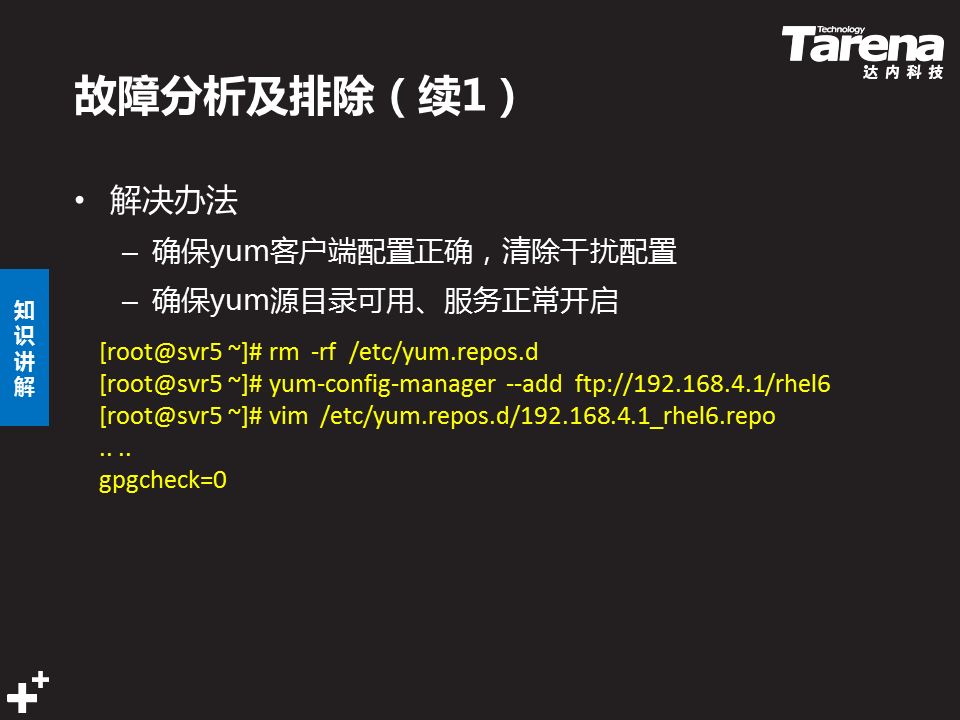 Technology
Tarena
达内科技
故障分析及排除（续1）
• 解决办法
– 确保yum客户端配置正确，清除干扰配置
– 确保yum源目录可用、服务正常开启
知识讲解
[root@svr5 ~]# rm -rf /etc/yum.repos.d
[root@svr5 ~]# yum-config-manager --add ftp://192.168.4.1/rhel6
[root@svr5 ~]# vim /etc/yum.repos.d/192.168.4.1_rhel6.repo
.. ..
gpgcheck=0